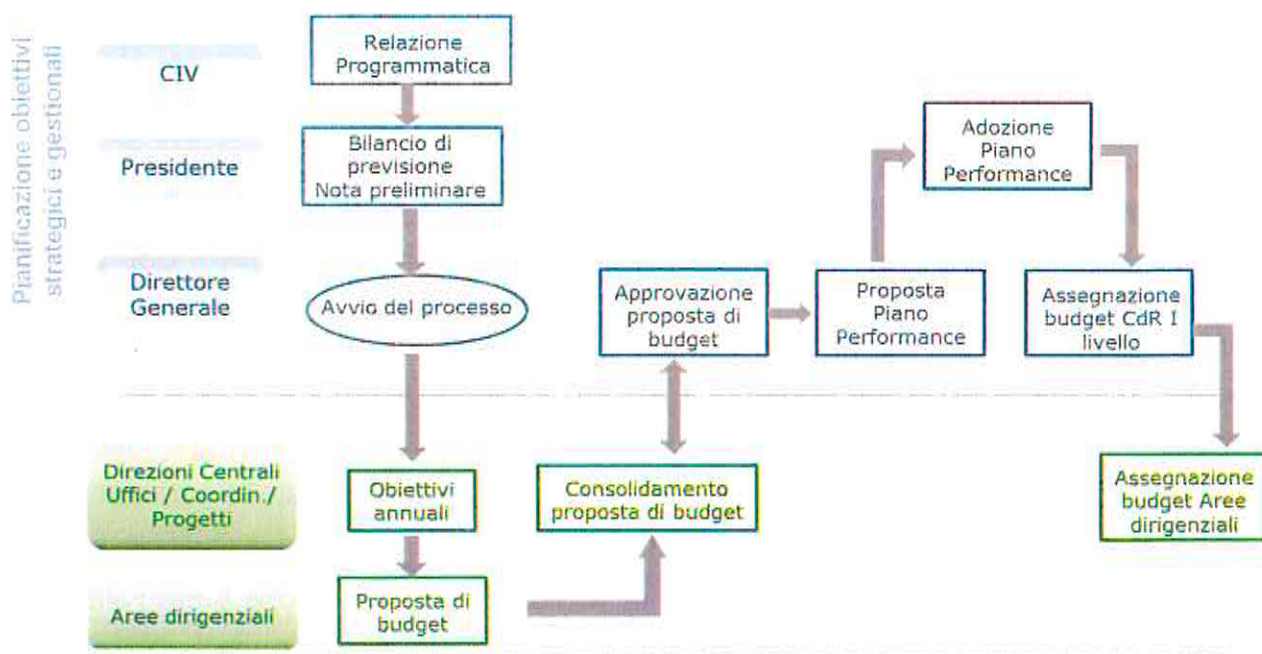 Pianificazione obiettivi
strategici e gestionali
CIV
Relazione
Programmatica
Presidente
Bilancio di
previsione
Nota preliminare
Adozione
Piano
Performance
Direttore
Generale
Avvio del processo
Approvazione
proposta di
budget
Proposta
Piano
Performance
Assegnazione
budget CdR I
livello
Direzioni Centrali
Uffici / Coordin./
Progetti
Obiettivi
annuali
Consolidamento
proposta di budget
Assegnazione
budget Aree
dirigenziali
Aree dirigenziali
Proposta di
budget